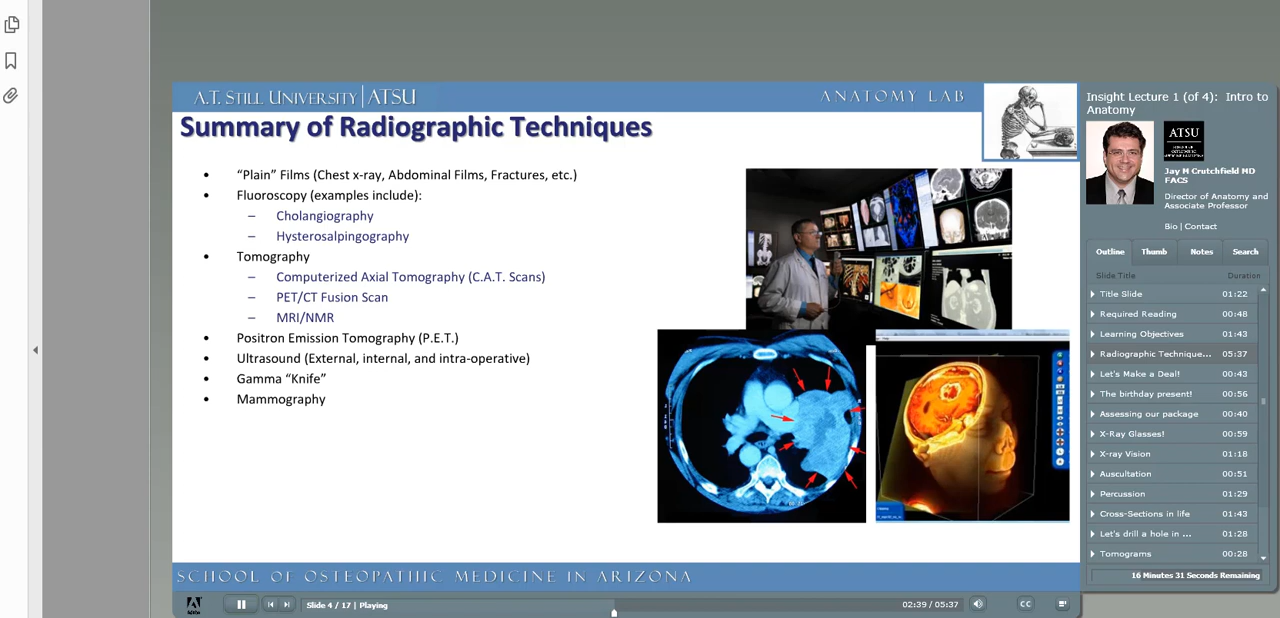 A.T. STILL UNIVERSITY | ATSU
ANATOMY LAB
Summary of Radiographic Techniques
• "Plain" Films (Chest x-ray, Abdominal Films, Fractures, etc.)
• Fluoroscopy (examples include):
– Cholangiography
– Hysterosalpingography
• Tomography
– Computerized Axial Tomography (C.A.T. Scans)
– PET/CT Fusion Scan
– MRI/NMR
• Positron Emission Tomography (P.E.T.)
• Ultrasound (External, internal, and intra-operative)
• Gamma "Knife"
• Mammography
SCHOOL OF OSTEOPATHIC MEDICINE IN ARIZONA
Slide 4 / 17 | Playing
02:39 / 05:37
CC
Insight Lecture 1 (of 4): Intro to
Anatomy
ATSU
Jay M Crutchfield MD
FACS
Director of Anatomy and
Associate Professor
Bio | Contact
Outline Thumb Notes Search
Slide Title Duration
Title Slide 01:22
Required Reading 00:48
Learning Objectives 01:43
Radiographic Technique... 05:37
Let's Make a Deal! 00:43
The birthday present! 00:56
Assessing our package 00:40
X-Ray Glasses! 00:59
X-ray Vision 01:18
Auscultation 00:51
Percussion 01:29
Cross-Sections in life 01:43
Let's drill a hole in ... 01:28
Tomograms 00:28
16 Minutes 31 Seconds Remaining